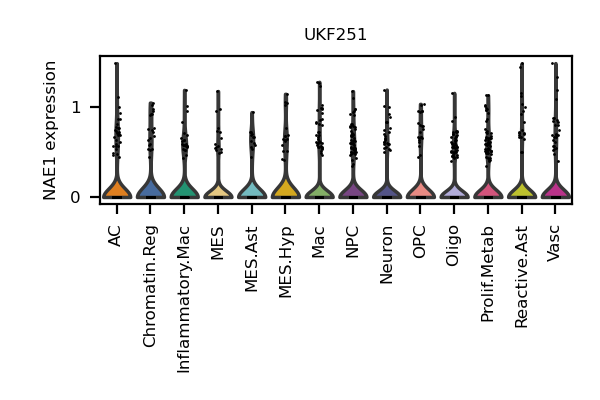 UKF251
NAE1 expression
1
0
AC
Chromatin.Reg
Inflammatory.Mac
MES
MES.Ast
MES.Hyp
Mac
NPC
Neuron
OPC
Oligo
Prolif.Metab
Reactive.Ast
Vasc